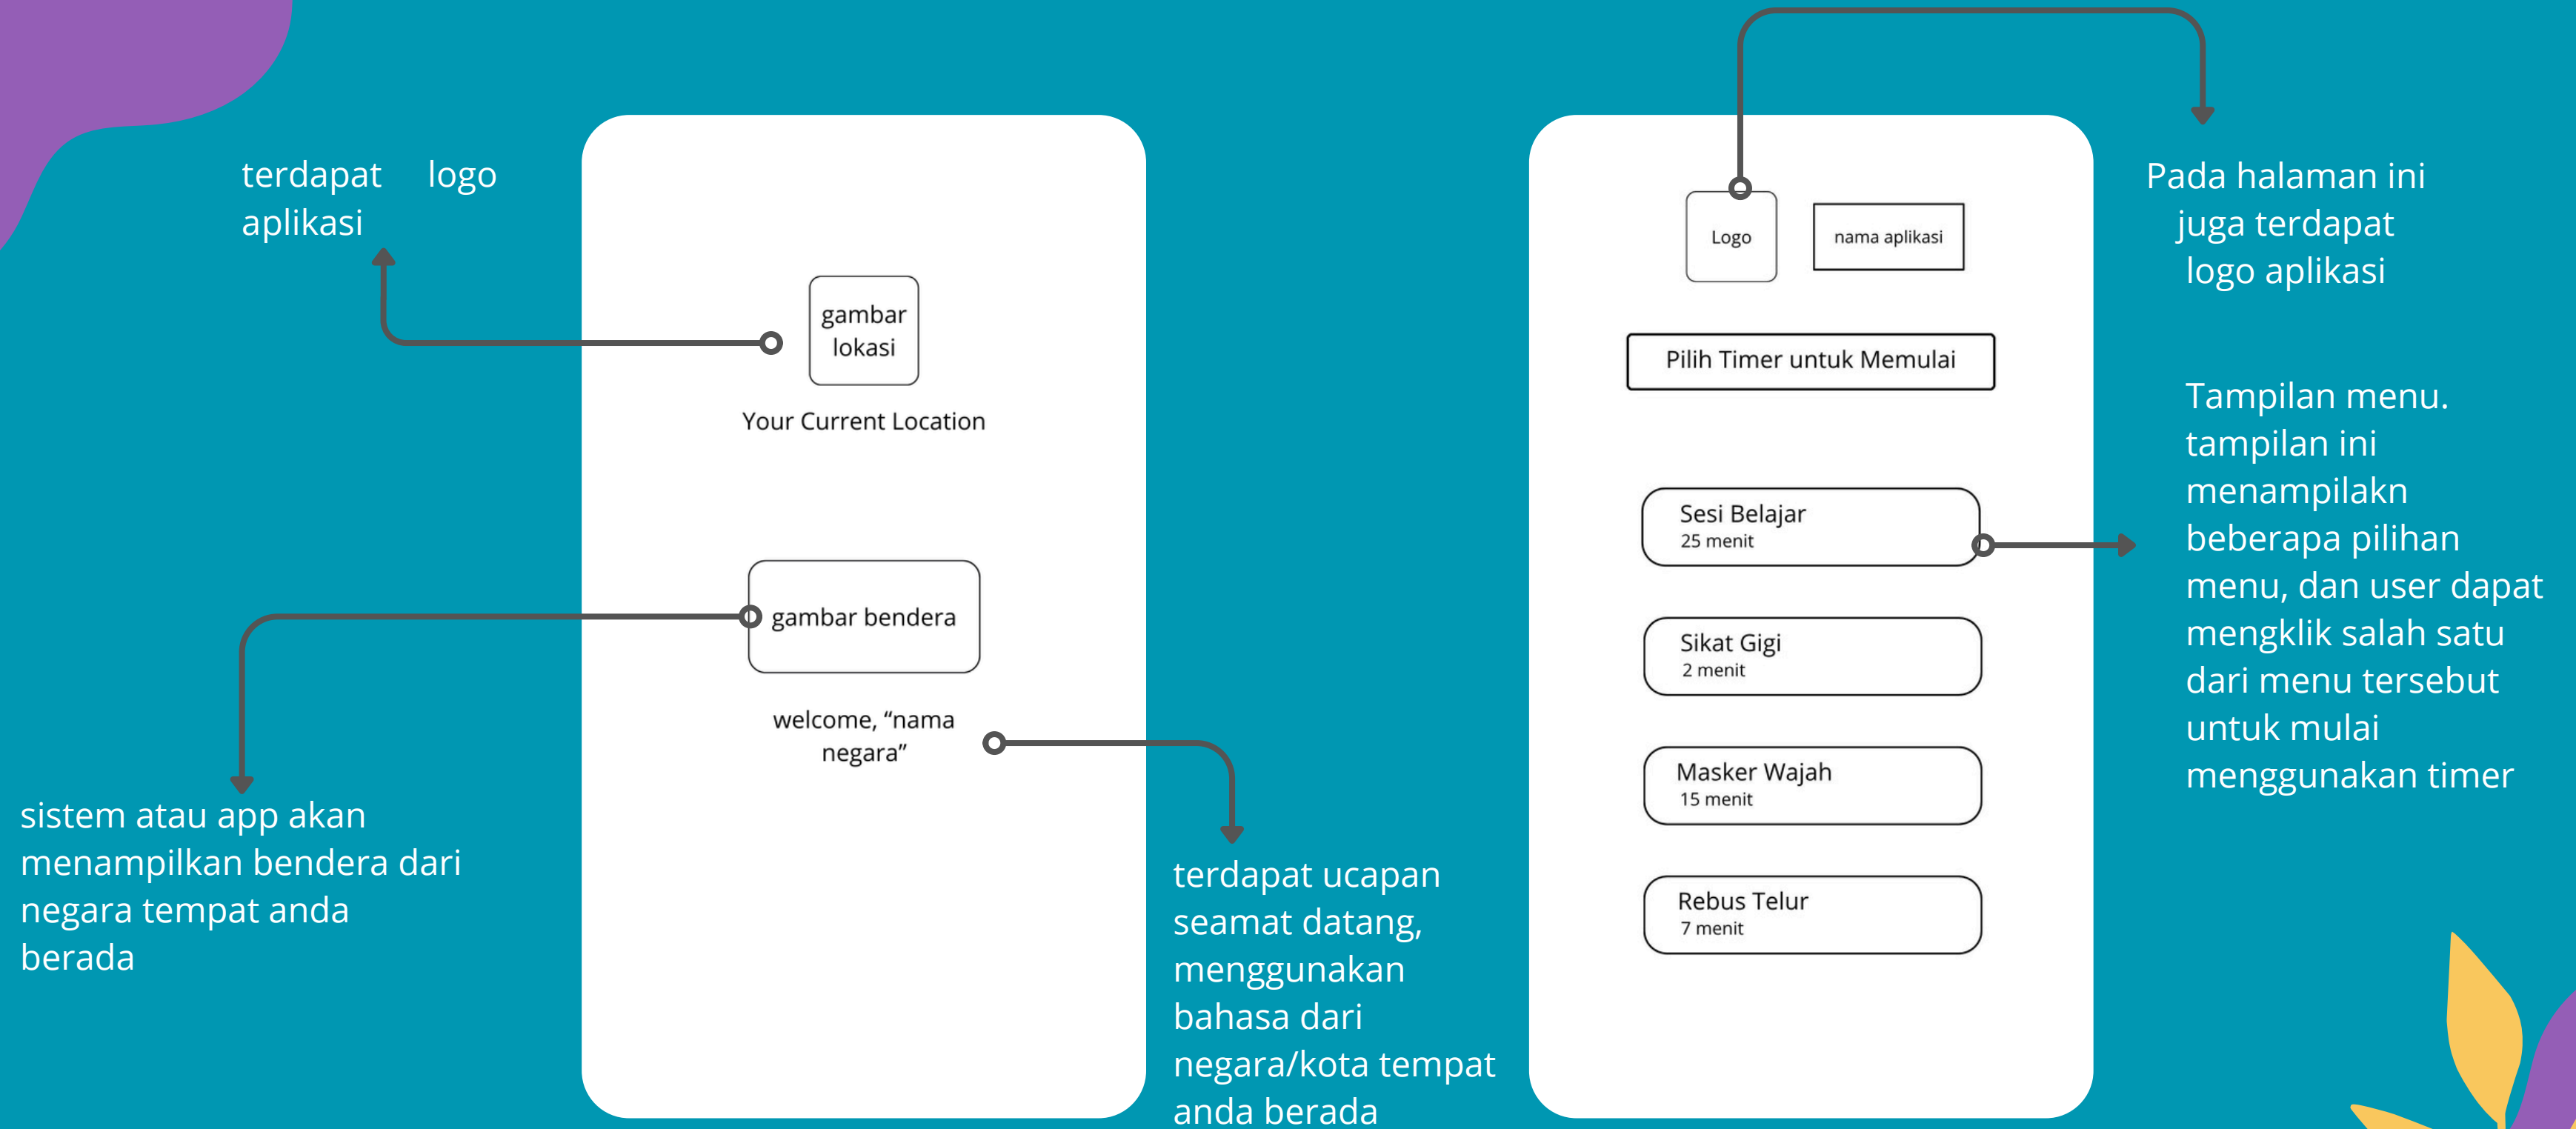 terdapat logo
aplikasi
gambar
lokasi
Your Current Location
gambar bendera
welcome, “nama
negara”
sistem atau app akan
menampilkan bendera dari
negara tempat anda
berada
terdapat ucapan
seamat datang,
menggunakan
bahasa dari
negara/kota tempat
anda berada
Logo
nama aplikasi
Pilih Timer untuk Memulai
Sesi Belajar
25 menit
Sikat Gigi
2 menit
Masker Wajah
15 menit
Rebus Telur
7 menit
Pada halaman ini
juga terdapat
logo aplikasi
Tampilan menu.
tampilan ini
menampilakn
beberapa pilihan
menu, dan user dapat
mengklik salah satu
dari menu tersebut
untuk mulai
menggunakan timer